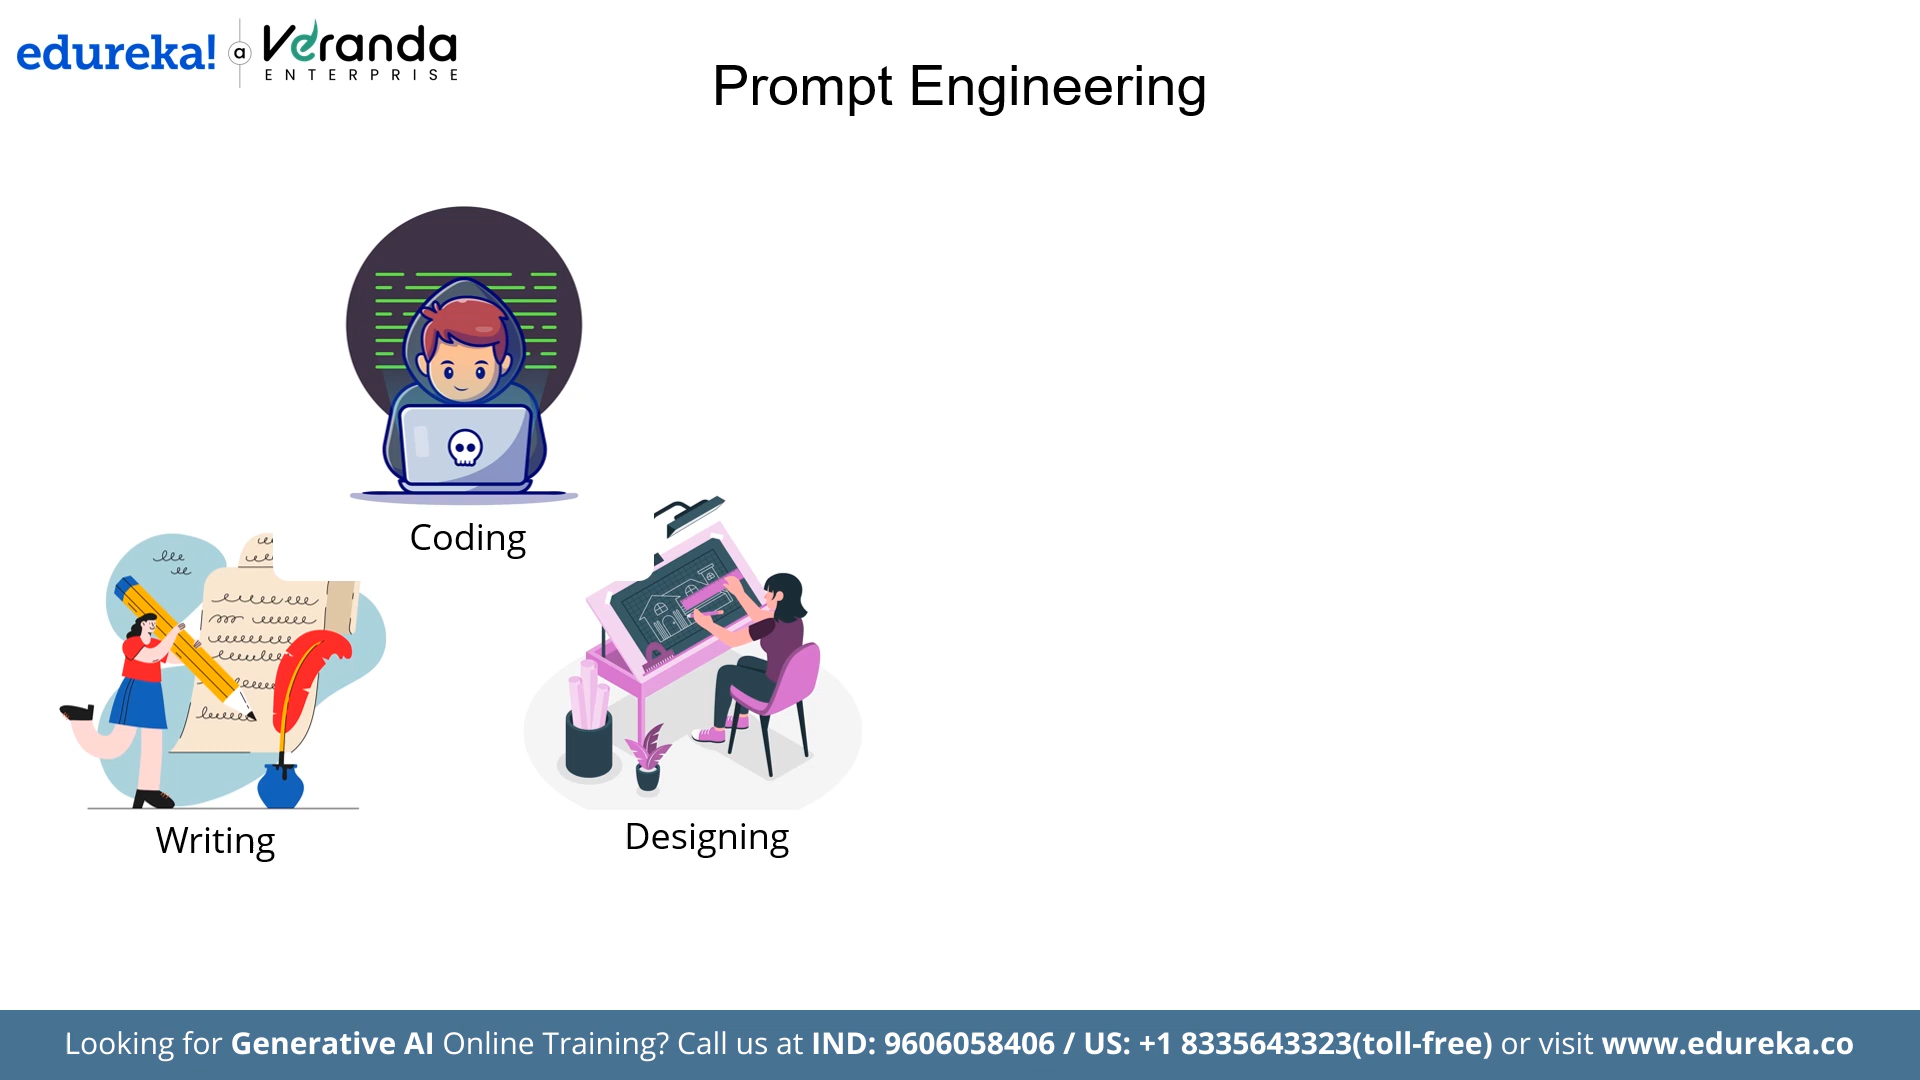 edureka!
a
Veranda
ENTERPRISE
Prompt Engineering
Coding
Writing
Designing
Looking for Generative AI Online Training? Call us at IND: 9606058406 / US: +1 8335643323(toll-free) or visit www.edureka.co